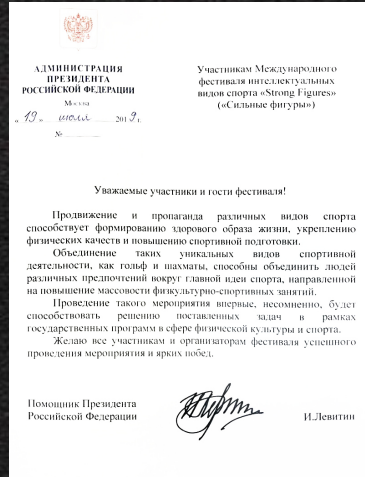 АДМИНИСТРАЦИЯ
ПРЕЗИДЕНТА
РОССИЙСКОЙ ФЕДЕРАЦИИ
Москва
«19» июля 2019 г.
№
Участникам Международного
фестиваля интеллектуальных
видов спорта «Strong Figures»
(«Сильные фигуры»)
Уважаемые участники и гости фестиваля!
Продвижение и пропаганда различных видов спорта
способствует формированию здорового образа жизни, укреплению
физических качеств и повышению спортивной подготовки.
Объединение таких уникальных видов спортивной
деятельности, как гольф и шахматы, способны объединить людей
различных предпочтений вокруг главной идеи спорта, направленной
на повышение массовости физкультурно-спортивных занятий.
Проведение такого мероприятия впервые, несомненно, будет
способствовать решению поставленных задач в рамках
государственных программ в сфере физической культуры и спорта.
Желаю все участникам и организаторам фестиваля успешного
проведения мероприятия и ярких побед.
Помощник Президента
Российской Федерации
И.Левитин